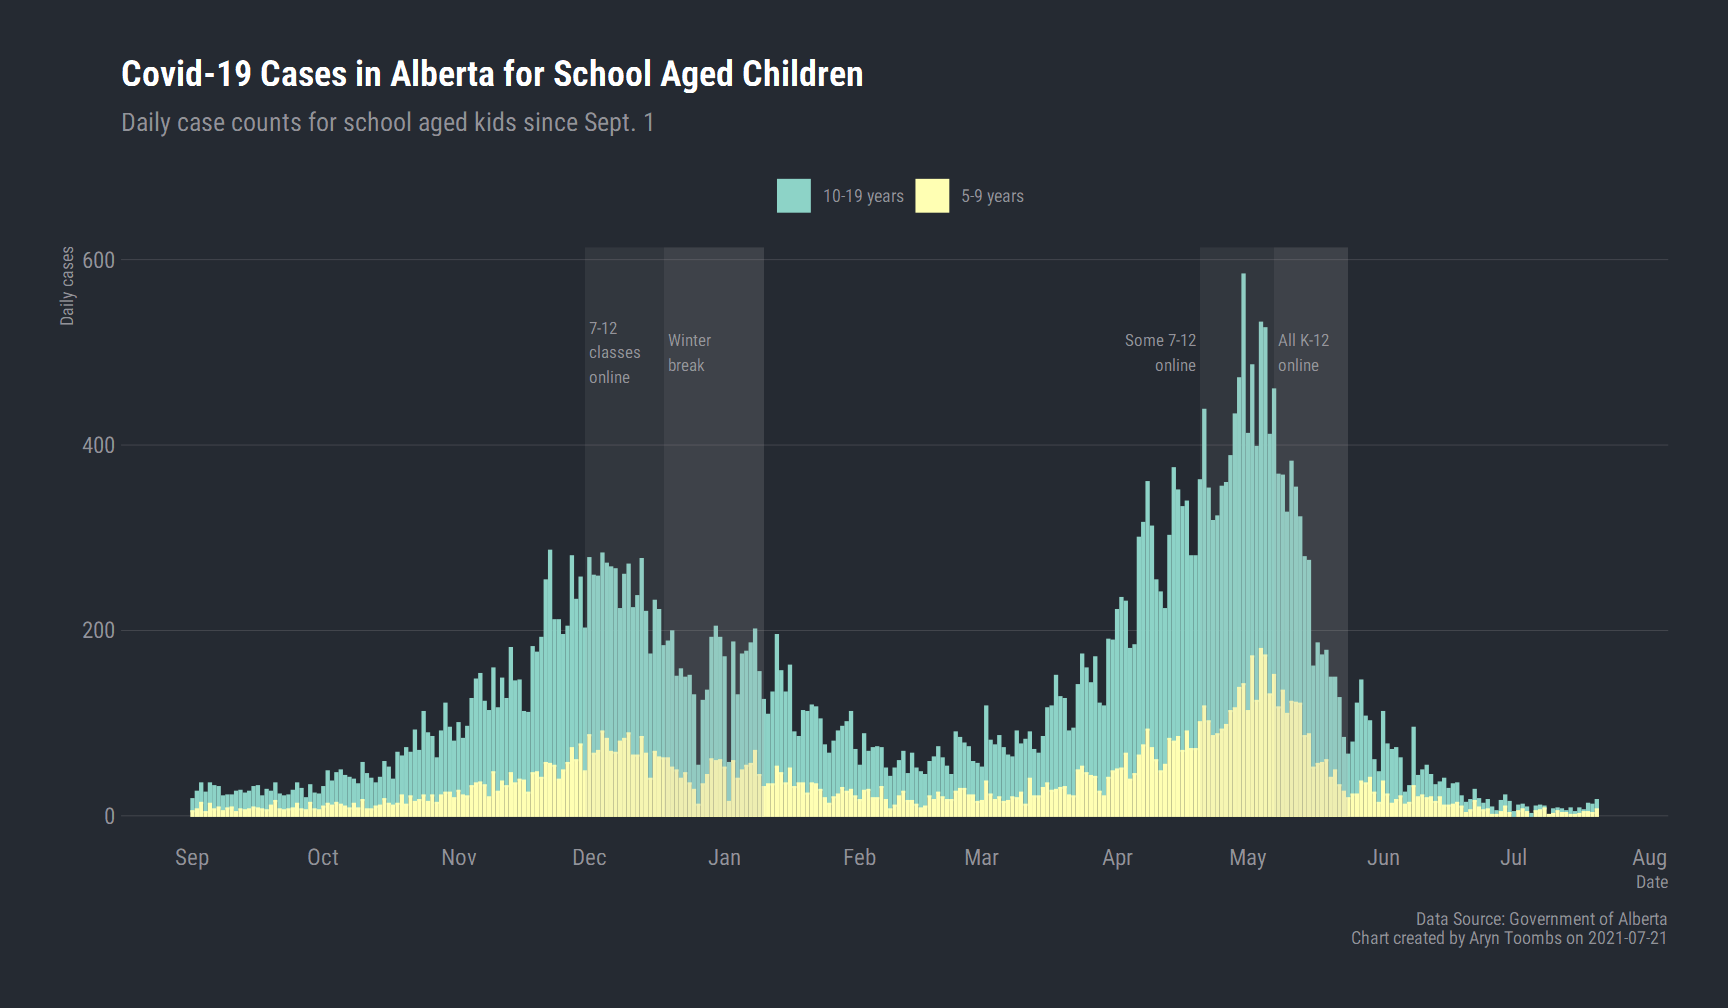 Covid-19 Cases in Alberta for School Aged Children
Daily case counts for school aged kids since Sept. 1
10-19 years
5-9 years
Daily cases
600
400
200
0
7-12
classes
online
Winter
break
Some 7-12
online
All K-12
online
Sep
Oct
Nov
Dec
Jan
Feb
Mar
Apr
May
Jun
Jul
Aug
Date
Data Source: Government of Alberta
Chart created by Aryn Toombs on 2021-07-21